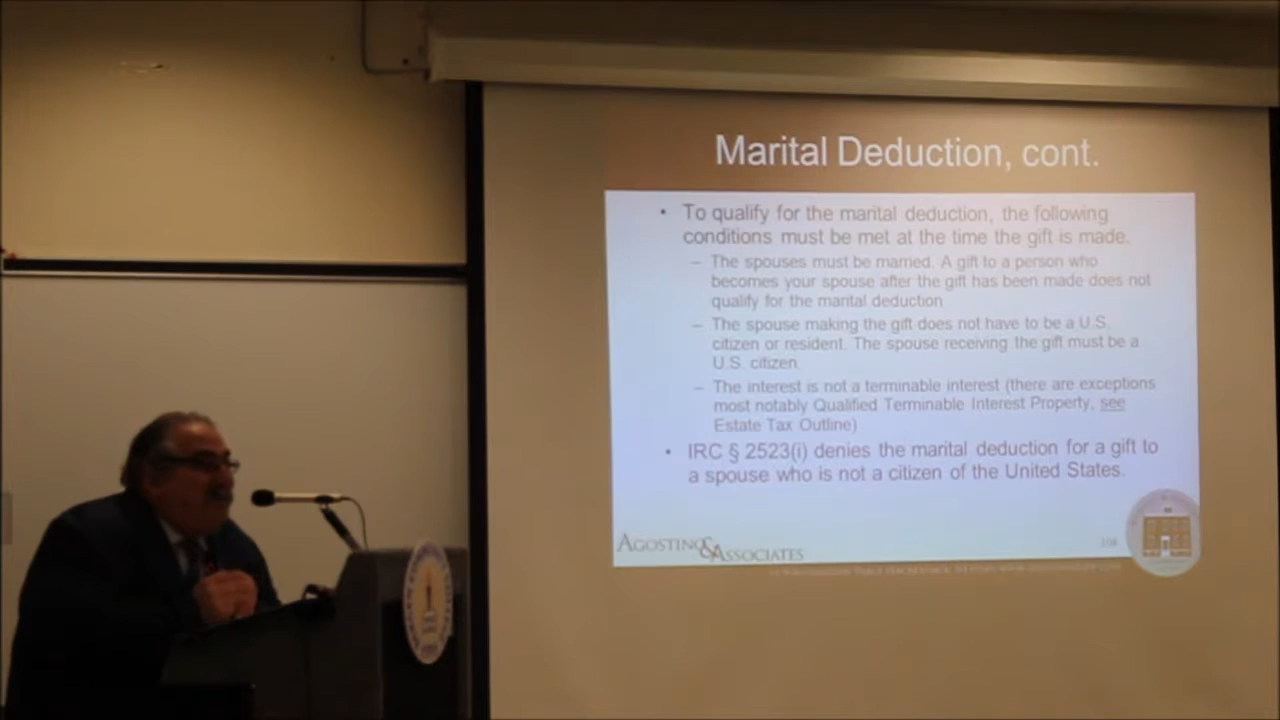 Marital Deduction, cont.
• To qualify for the marital deduction, the following
conditions must be met at the time the gift is made.
– The spouses must be married. A gift to a person who
becomes your spouse after the gift has been made does not
qualify for the marital deduction
– The spouse making the gift does not have to be a U.S.
citizen or resident. The spouse receiving the gift must be a
U.S. citizen.
– The interest is not a terminable interest (there are exceptions
most notably Qualified Terminable Interest Property, see
Estate Tax Outline)
• IRC § 2523(i) denies the marital deduction for a gift to
a spouse who is not a citizen of the United States.
AGOSTINO & ASSOCIATES